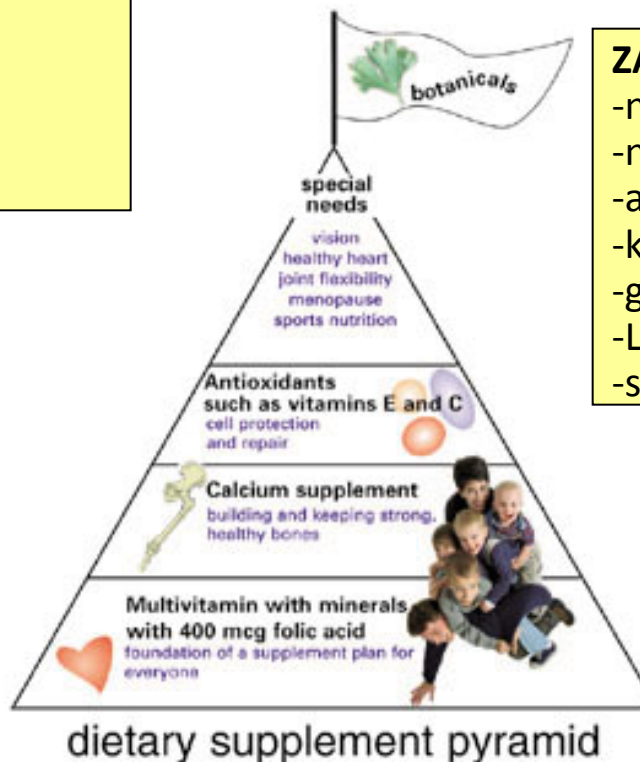 botanicals
special
needs
vision
healthy heart
joint flexibility
menopause
sports nutrition
Antioxidants
such as vitamins E and C
cell protection
and repair
Calcium supplement
building and keeping strong,
healthy bones
Multivitamin with minerals
with 400 mcg folic acid
foundation of a supplement plan for
everyone
dietary supplement pyramid